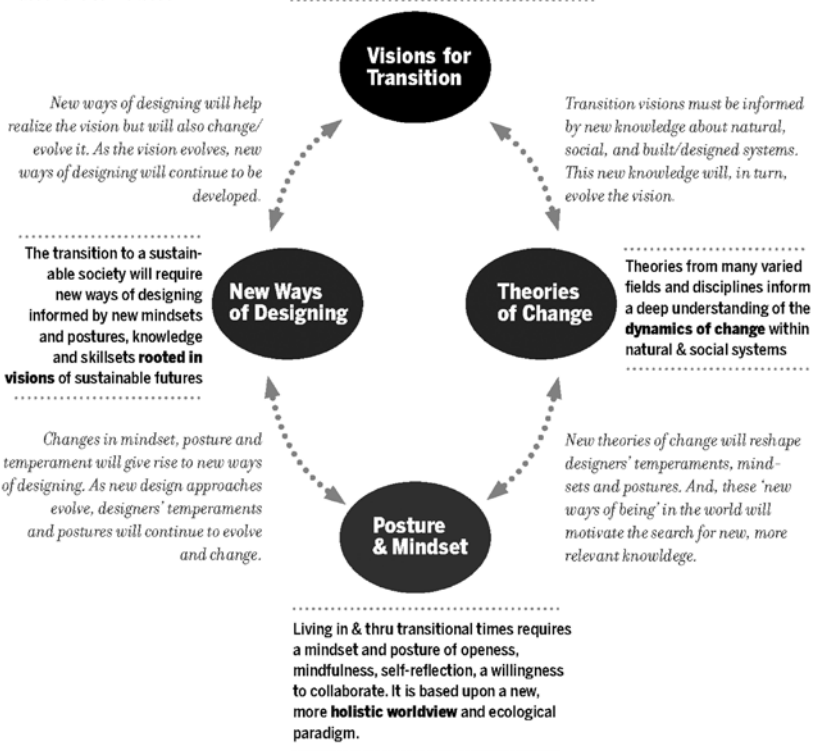 Visions for
Transition
New ways of designing will help
realize the vision but will also change/
evolve it. As the vision evolves, new
ways of designing will continue to be
developed.
Transition visions must be informed
by new knowledge about natural,
social, and built/designed systems.
This new knowledge will, in turn,
evolve the vision.
The transition to a sustain-
able society will require
new ways of designing
informed by new mindsets
and postures, knowledge
and skillsets rooted in
visions of sustainable futures
New Ways
of Designing
Theories
of Change
Theories from many varied
fields and disciplines inform
a deep understanding of the
dynamics of change within
natural & social systems
Changes in mindset, posture and
temperament will give rise to new ways
of designing. As new design approaches
evolve, designers' temperaments
and postures will continue to evolve
and change.
New theories of change will reshape
designers' temperaments, mind-
sets and postures. And, these 'new
ways of being' in the world will
motivate the search for new, more
relevant knowldege.
Posture
& Mindset
Living in & thru transitional times requires
a mindset and posture of openess,
mindfulness, self-reflection, a willingness
to collaborate. It is based upon a new,
more holistic worldview and ecological
paradigm.